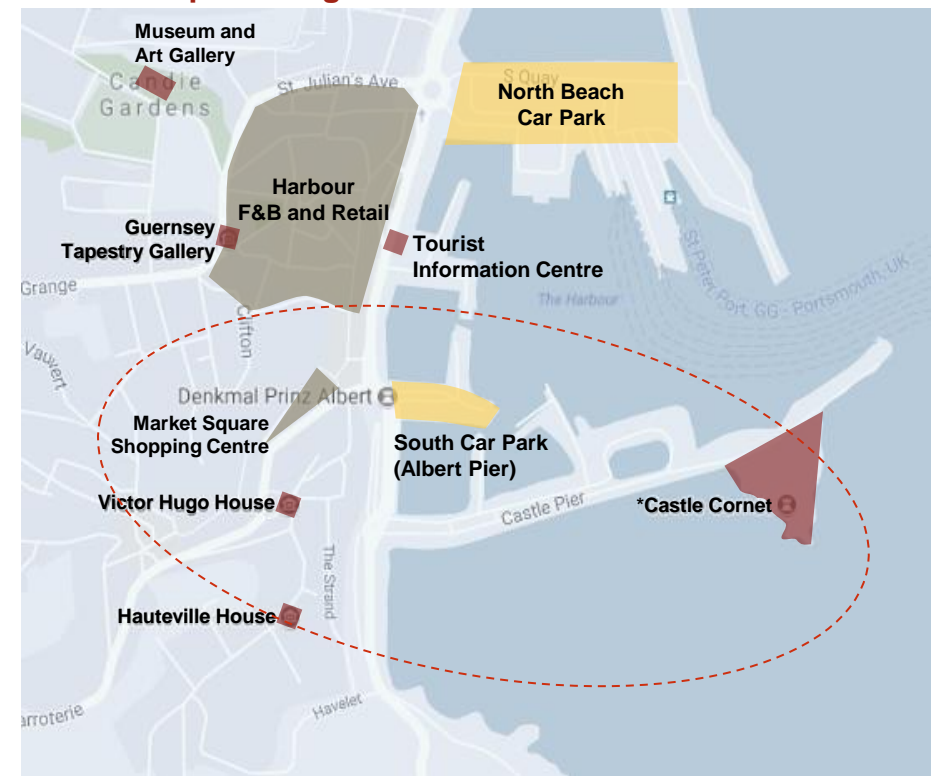 Museum and
Art Gallery
Candie
Gardens
St. Julian's Ave
S Quay
North Beach
Car Park
Harbour
F&B and Retail
Guernsey
Tapestry Gallery
Tourist
Information Centre
Grange
Clifton
Vauvert
The Harbour
St Peter, Port, GG - Portsmouth, UK
Denkmal Prinz Albert
Market Square
Shopping Centre
South Car Park
(Albert Pier)
Victor Hugo House
Castle Pier
*Castle Cornet
The Strand
Hauteville House
Havelet
arroterie